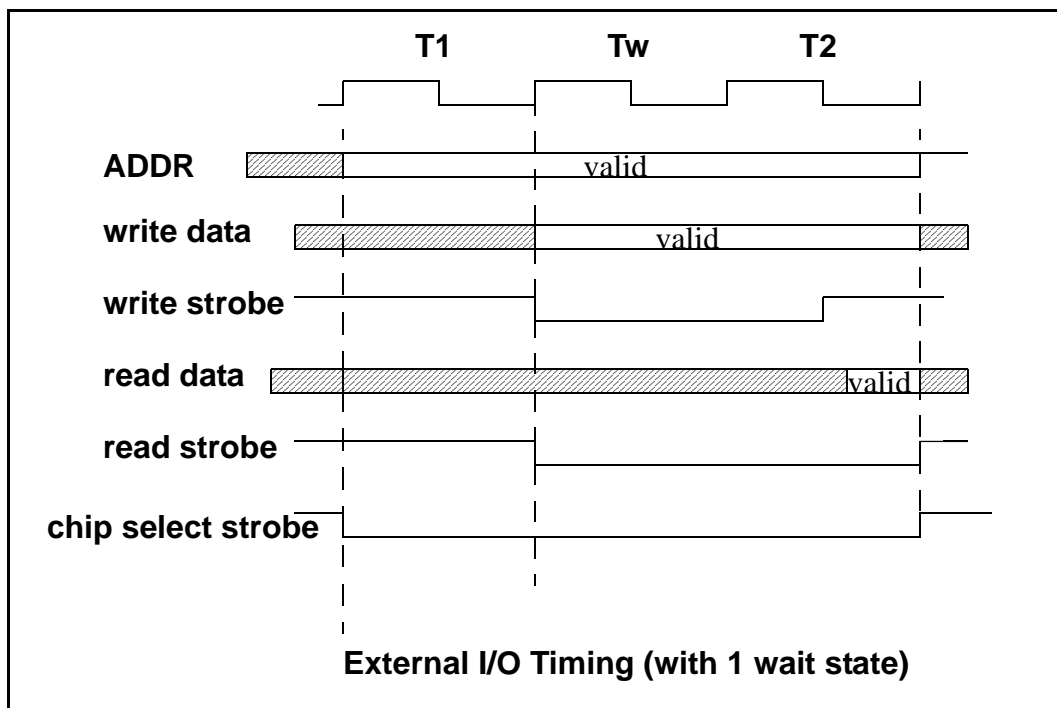 T1 Tw T2
ADDR valid
write data valid
write strobe
read data valid
read strobe
chip select strobe
External I/O Timing (with 1 wait state)